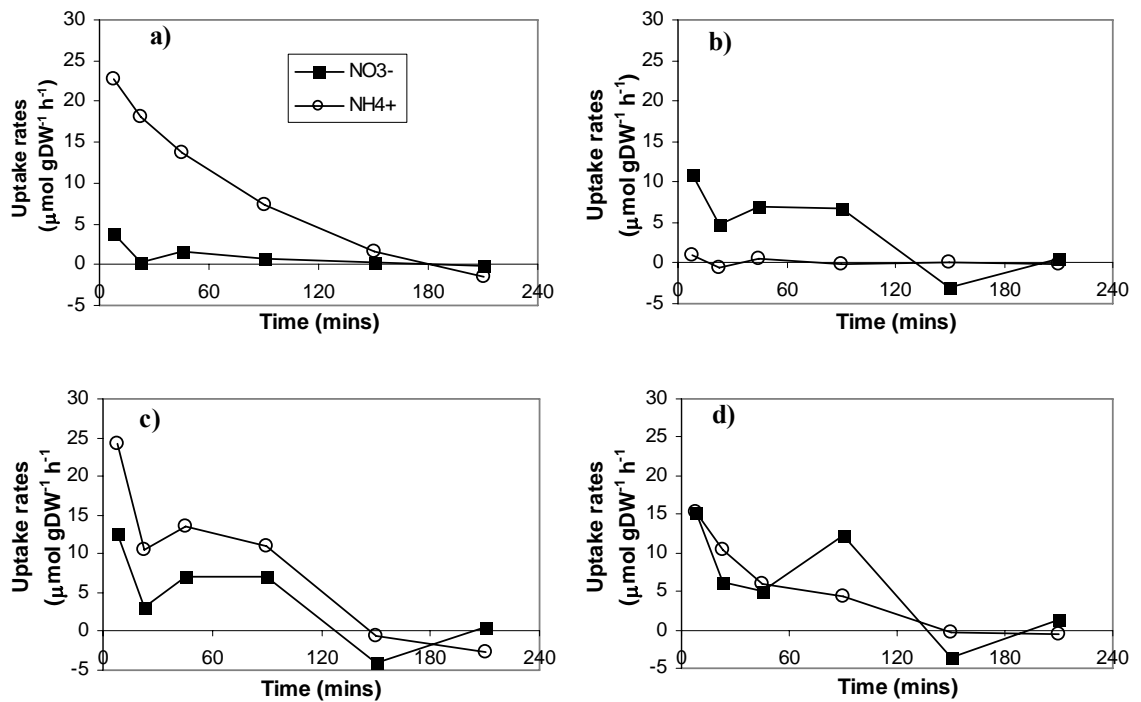 a)
30
25
20
15
10
5
0
-5
Uptake rates
(μmol gDW⁻¹ h⁻¹)
NO3-
NH4+
0 60 120 180 240
Time (mins)
b)
30
25
20
15
10
5
0
-5
Uptake rates
(μmol gDW⁻¹ h⁻¹)
0 60 120 180 240
Time (mins)
c)
30
25
20
15
10
5
0
-5
Uptake rates
(μmol gDW⁻¹ h⁻¹)
0 60 120 180 240
Time (mins)
d)
30
25
20
15
10
5
0
-5
Uptake rates
(μmol gDW⁻¹ h⁻¹)
0 60 120 180 240
Time (mins)